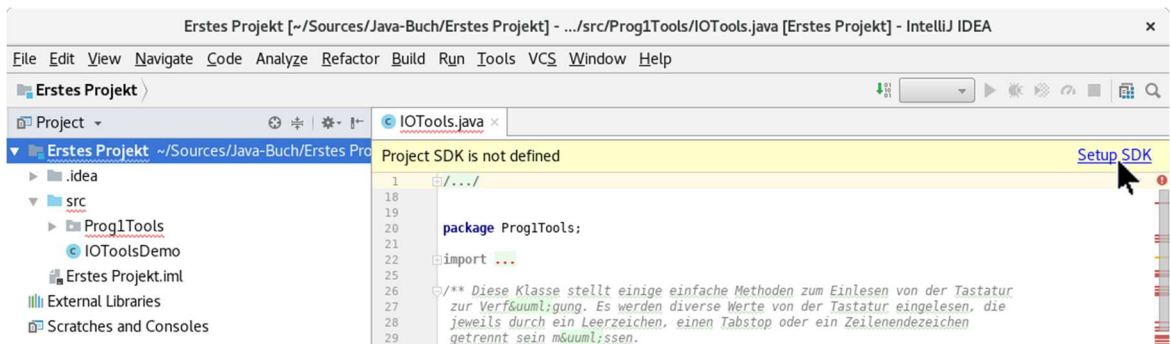 Erstes Projekt [~/Sources/Java-Buch/Erstes Projekt] - .../src/Prog1Tools/IOTools.java [Erstes Projekt] - IntelliJ IDEA
File Edit View Navigate Code Analyze Refactor Build Run Tools VCS Window Help
Erstes Projekt
Project
IOTools.java
Erstes Projekt ~/Sources/Java-Buch/Erstes Pro
Project SDK is not defined Setup SDK
.idea
src
Prog1Tools
IOToolsDemo
Erstes Projekt.iml
External Libraries
Scratches and Consoles
1 /.../
18
19
20 package Prog1Tools;
21
22 import ...
25
26 /** Diese Klasse stellt einige einfache Methoden zum Einlesen von der Tastatur
27 zur Verf&uuml;gung. Es werden diverse Werte von der Tastatur eingelesen, die
28 jeweils durch ein Leerzeichen, einen Tabstop oder ein Zeilenendezeichen
29 getrennt sein m&uuml;ssen.